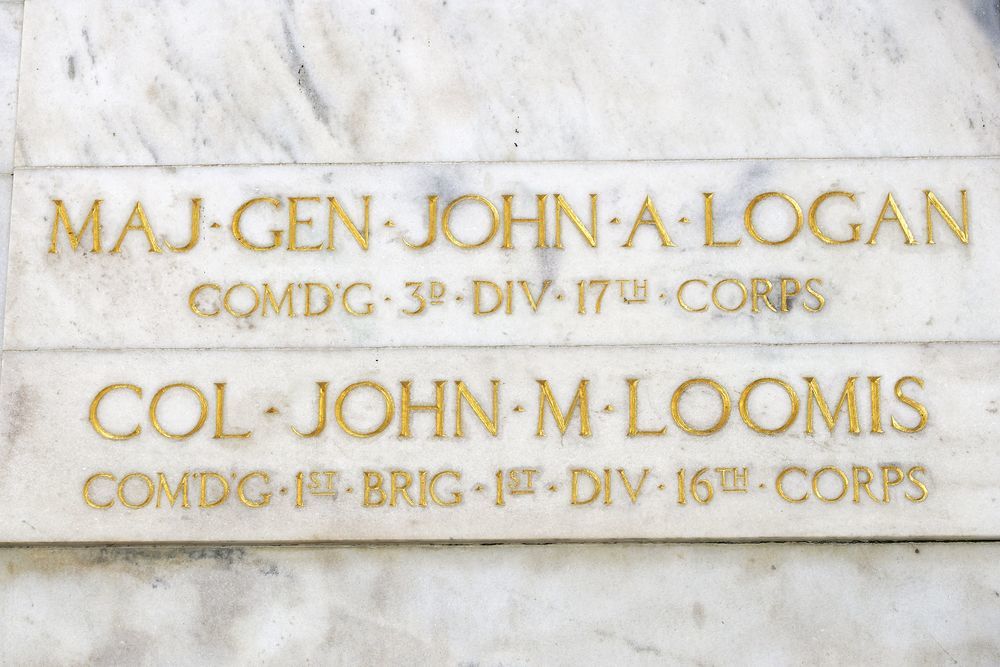 MAJ·GEN·JOHN·A·LOGAN
COM'D'G·3D·DIV·17TH·CORPS
COL·JOHN·M·LOOMIS
COM'D'G·1ST·BRIG·1ST·DIV·16TH·CORPS